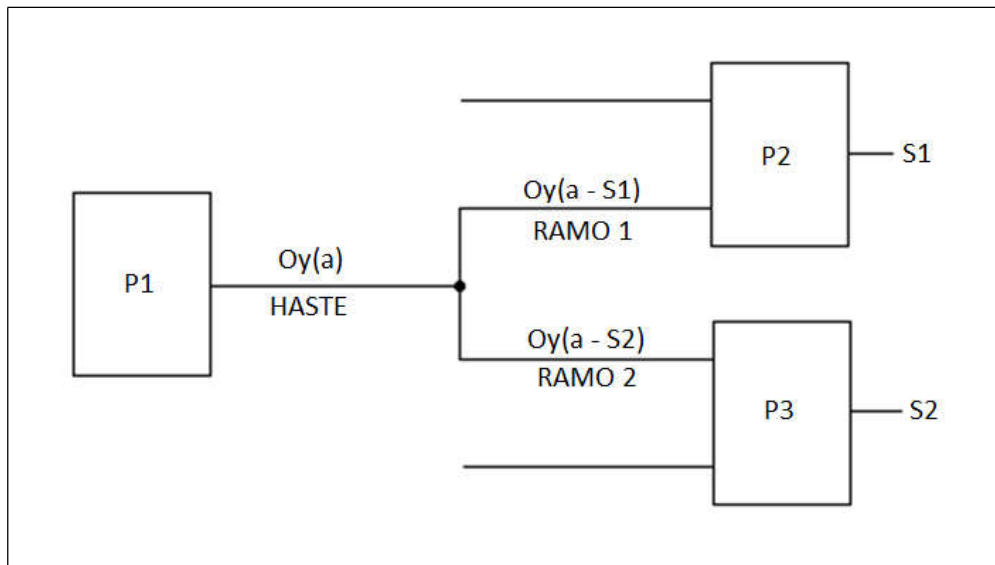 P2
S1
Oy(a - S1)
RAMO 1
P1
Oy(a)
HASTE
Oy(a - S2)
RAMO 2
P3
S2